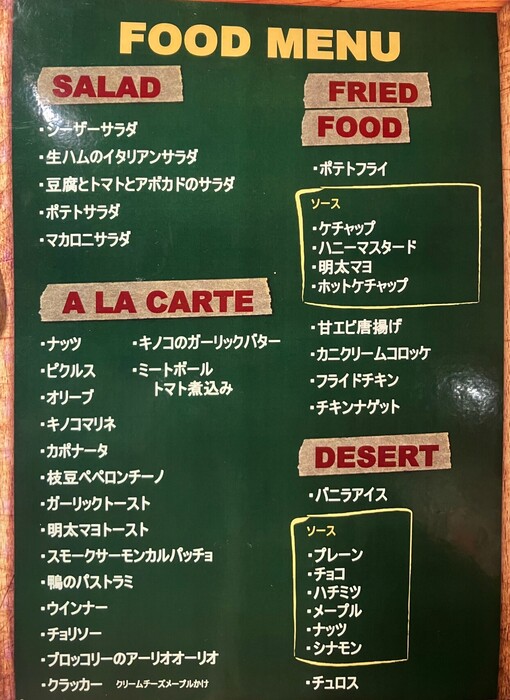 FOOD MENU
SALAD
・シーザーサラダ
・生ハムのイタリアンサラダ
・豆腐とトマトとアボカドのサラダ
・ポテトサラダ
・マカロニサラダ
A LA CARTE
・ナッツ
・ピクルス
・オリーブ
・キノコマリネ
・カポナータ
・枝豆ペペロンチーノ
・ガーリックトースト
・明太マヨトースト
・スモークサーモンカルパッチョ
・鴨のパストラミ
・ウインナー
・チョリソー
・ブロッコリーのアーリオオーリオ
・クラッカー クリームチーズメープルかけ
・キノコのガーリックバター
・ミートボール
トマト煮込み
FRIED
FOOD
・ポテトフライ
ソース
・ケチャップ
・ハニーマスタード
・明太マヨ
・ホットケチャップ
・甘エビ唐揚げ
・カニクリームコロッケ
・フライドチキン
・チキンナゲット
DESERT
・バニラアイス
ソース
・プレーン
・チョコ
・ハチミツ
・メープル
・ナッツ
・シナモン
・チュロス